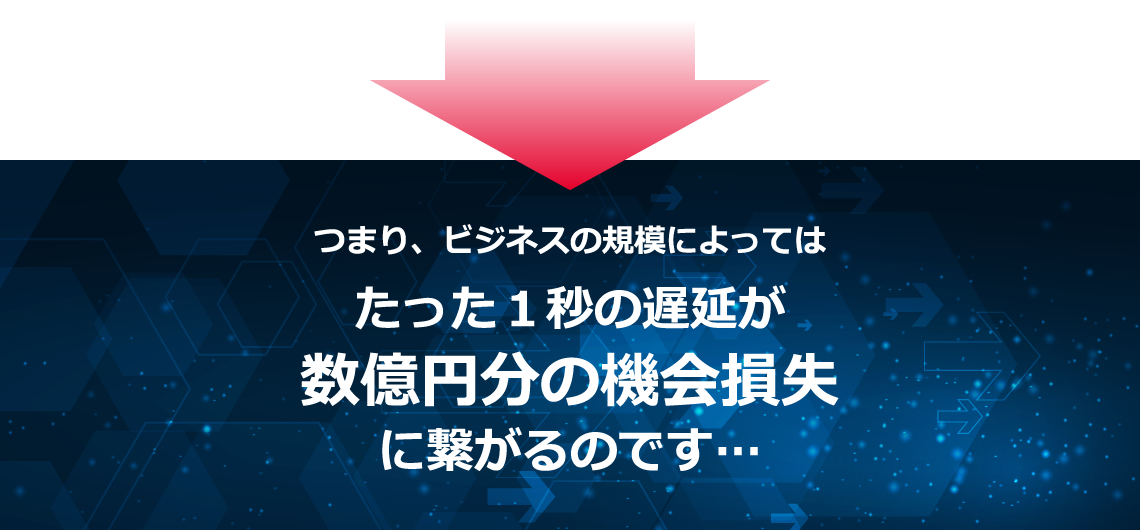 つまり、ビジネスの規模によっては
たった１秒の遅延が
数億円分の機会損失
に繋がるのです…